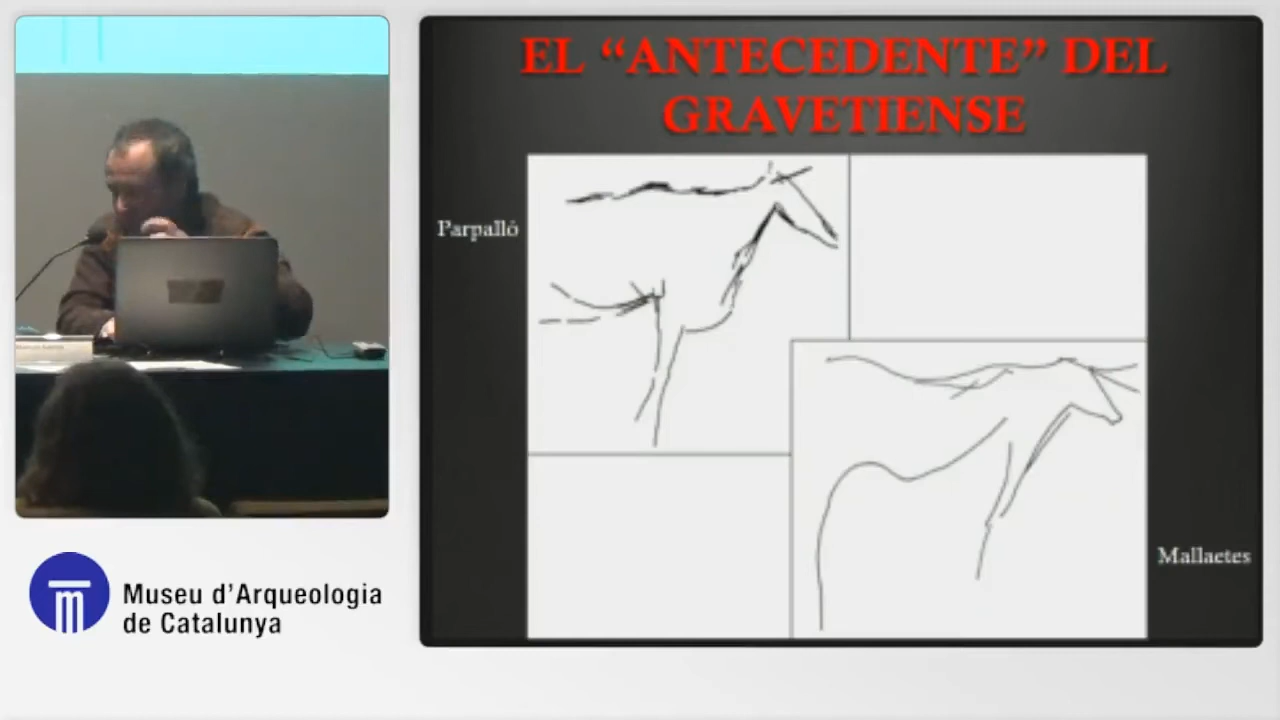 EL “ANTECEDENTE” DEL
GRAVETIENSE
Parpalló
Mallaetes
Museu d’Arqueologia
de Catalunya